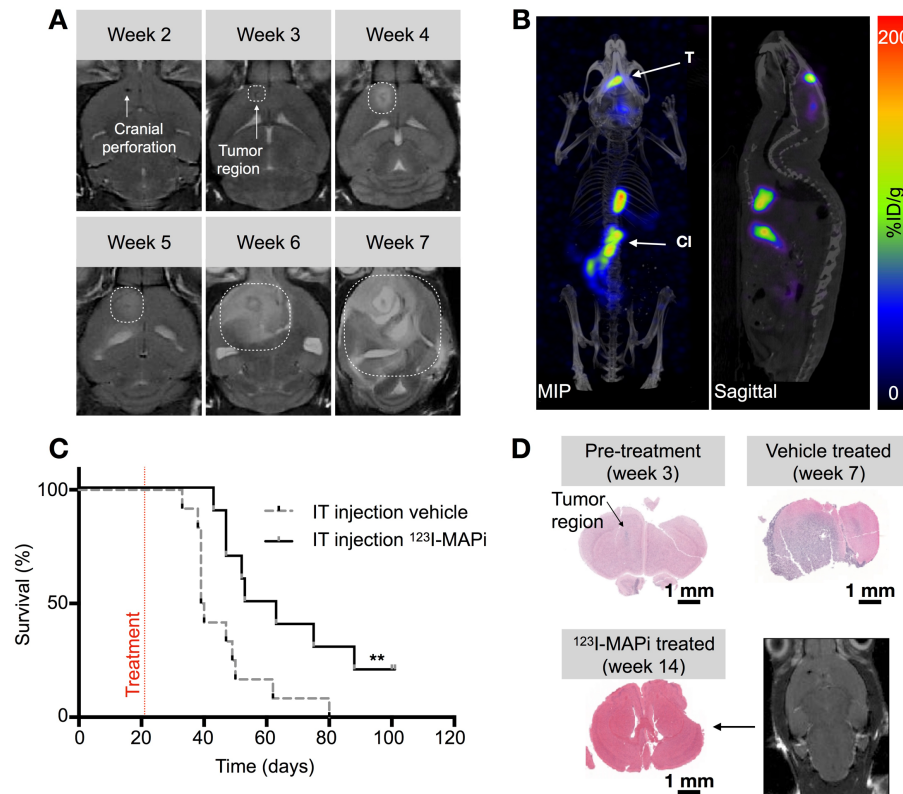 A
Week 2
Week 3
Week 4
Cranial
perforation
Tumor
region
Week 5
Week 6
Week 7
B
T
CI
MIP
Sagittal
200
%ID/g
0
C
100
50
0
Survival (%)
Treatment
IT injection vehicle
IT injection ¹²³I-MAPi
**
0 20 40 60 80 100 120
Time (days)
D
Pre-treatment
(week 3)
Vehicle treated
(week 7)
Tumor
region
1 mm
1 mm
¹²³I-MAPi treated
(week 14)
1 mm